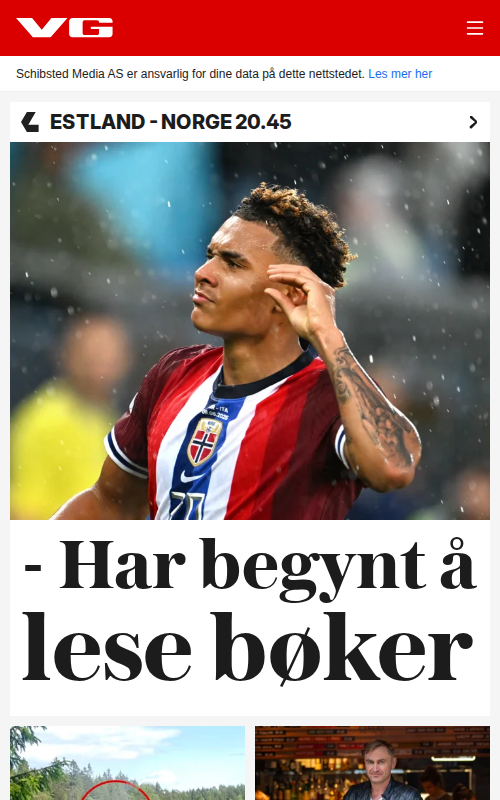 VG
Schibsted Media AS er ansvarlig for dine data på dette nettstedet. Les mer her
ESTLAND - NORGE 20.45
- Har begynt å
lese bøker